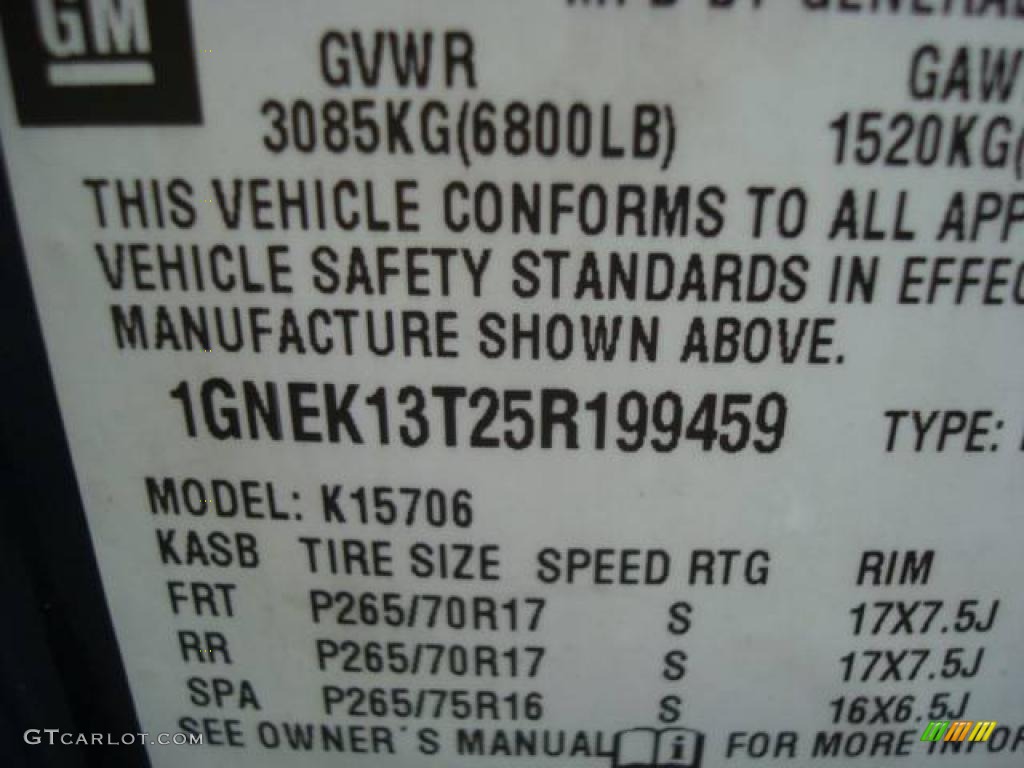 GM
GVWR GAW
3085KG(6800LB) 1520KG(
THIS VEHICLE CONFORMS TO ALL APP
VEHICLE SAFETY STANDARDS IN EFFEC
MANUFACTURE SHOWN ABOVE.
1GNEK13T25R199459 TYPE:
MODEL: K15706
KASB TIRE SIZE SPEED RTG RIM
FRT P265/70R17 S 17X7.5J
RR P265/70R17 S 17X7.5J
SPA P265/75R16 S 16X6.5J
SEE OWNER'S MANUAL i FOR MORE INFOR
GTCARLOT.COM